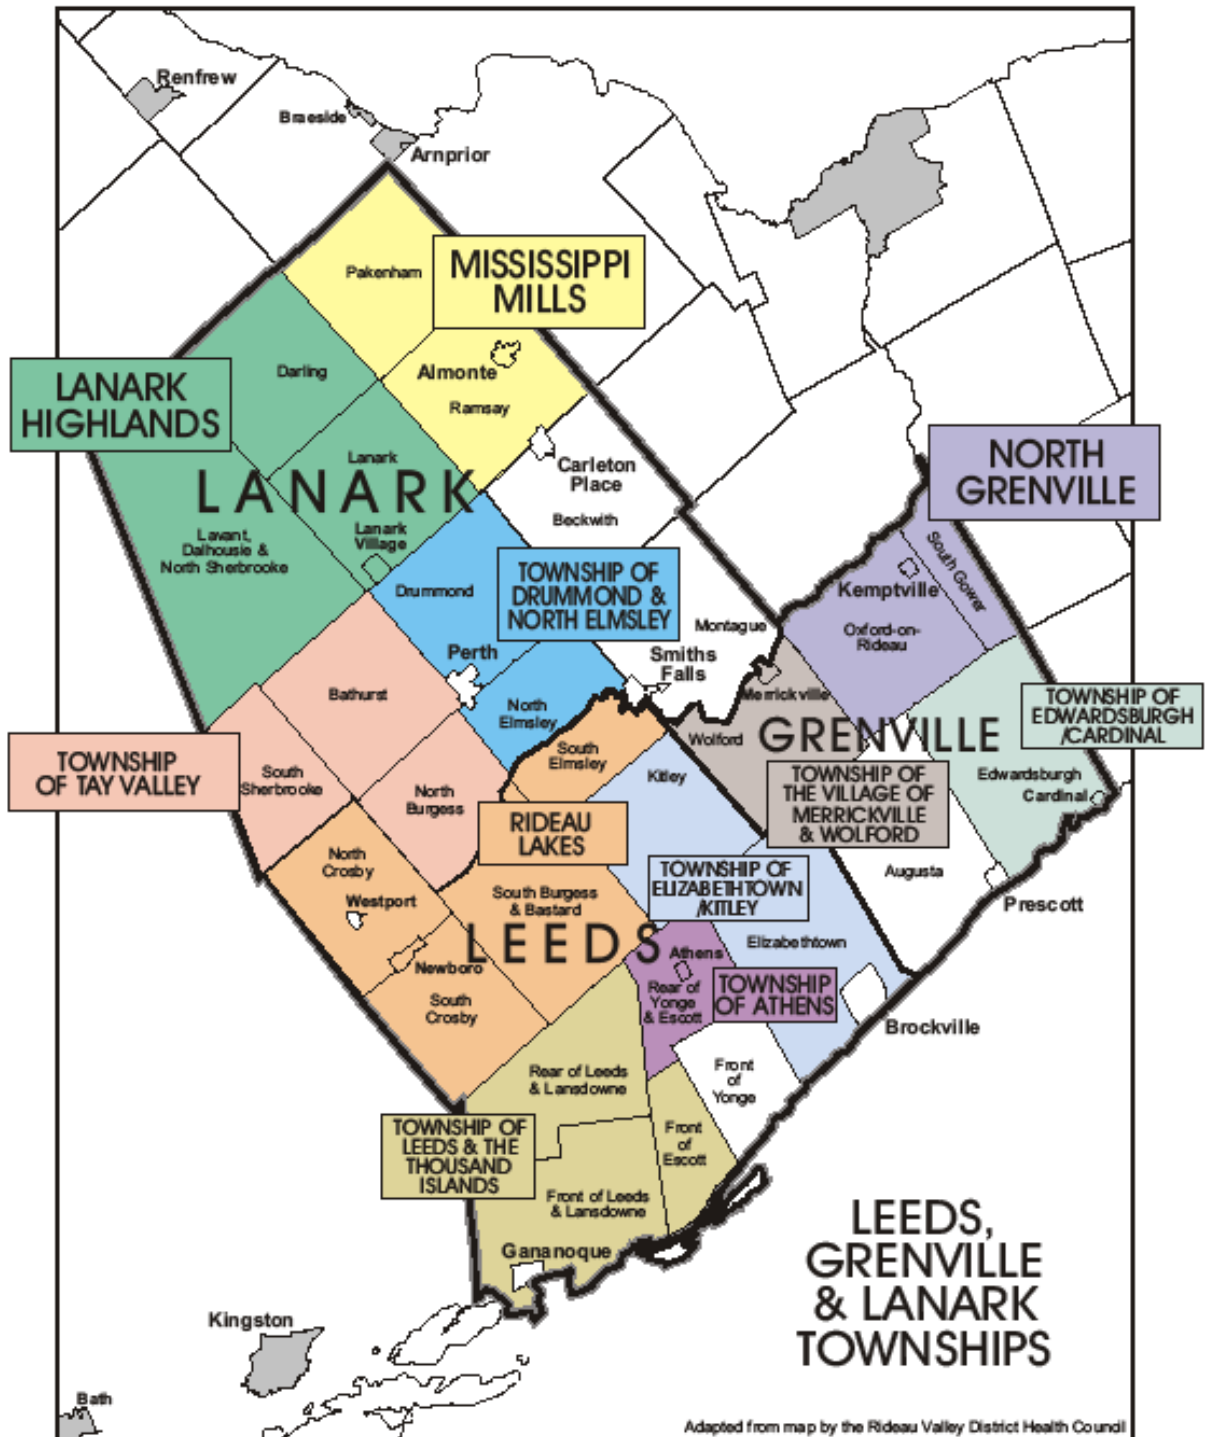 Renfrew
Braeside
Arnprior
Pakenham
MISSISSIPPI
MILLS
Darling
Almonte
Ramsay
LANARK
HIGHLANDS
Lanark
LANARK
Carleton
Place
Beckwith
NORTH
GRENVILLE
Lavant,
Dalhousie &
North Sherbrooke
Lanark
Village
Drummond
TOWNSHIP OF
DRUMMOND &
NORTH ELMSLEY
South Gower
Kemptville
Oxford-on-
Rideau
Montague
Perth
Smiths
Falls
Bathurst
North
Elmsley
Merrickville
TOWNSHIP OF
EDWARDSBURGH
/CARDINAL
Wolford
GRENVILLE
TOWNSHIP
OF TAY VALLEY
South
Sherbrooke
South
Elmsley
Kitley
North
Burgess
TOWNSHIP OF
THE VILLAGE OF
MERRICKVILLE
& WOLFORD
Edwardsburgh
Cardinal
RIDEAU
LAKES
North
Crosby
Westport
South Burgess
& Bastard
TOWNSHIP OF
ELIZABETHTOWN
/KITLEY
Augusta
Prescott
LEEDS
Newboro
South
Crosby
Athens
Rear of
Yonge
& Escott
TOWNSHIP
OF ATHENS
Elizabethtown
Brockville
Rear of Leeds
& Lansdowne
Front
of
Yonge
TOWNSHIP OF
LEEDS & THE
THOUSAND
ISLANDS
Front
of
Escott
Front of Leeds
& Lansdowne
Gananoque
LEEDS,
GRENVILLE
& LANARK
TOWNSHIPS
Kingston
Bath
Adapted from map by the Rideau Valley District Health Council